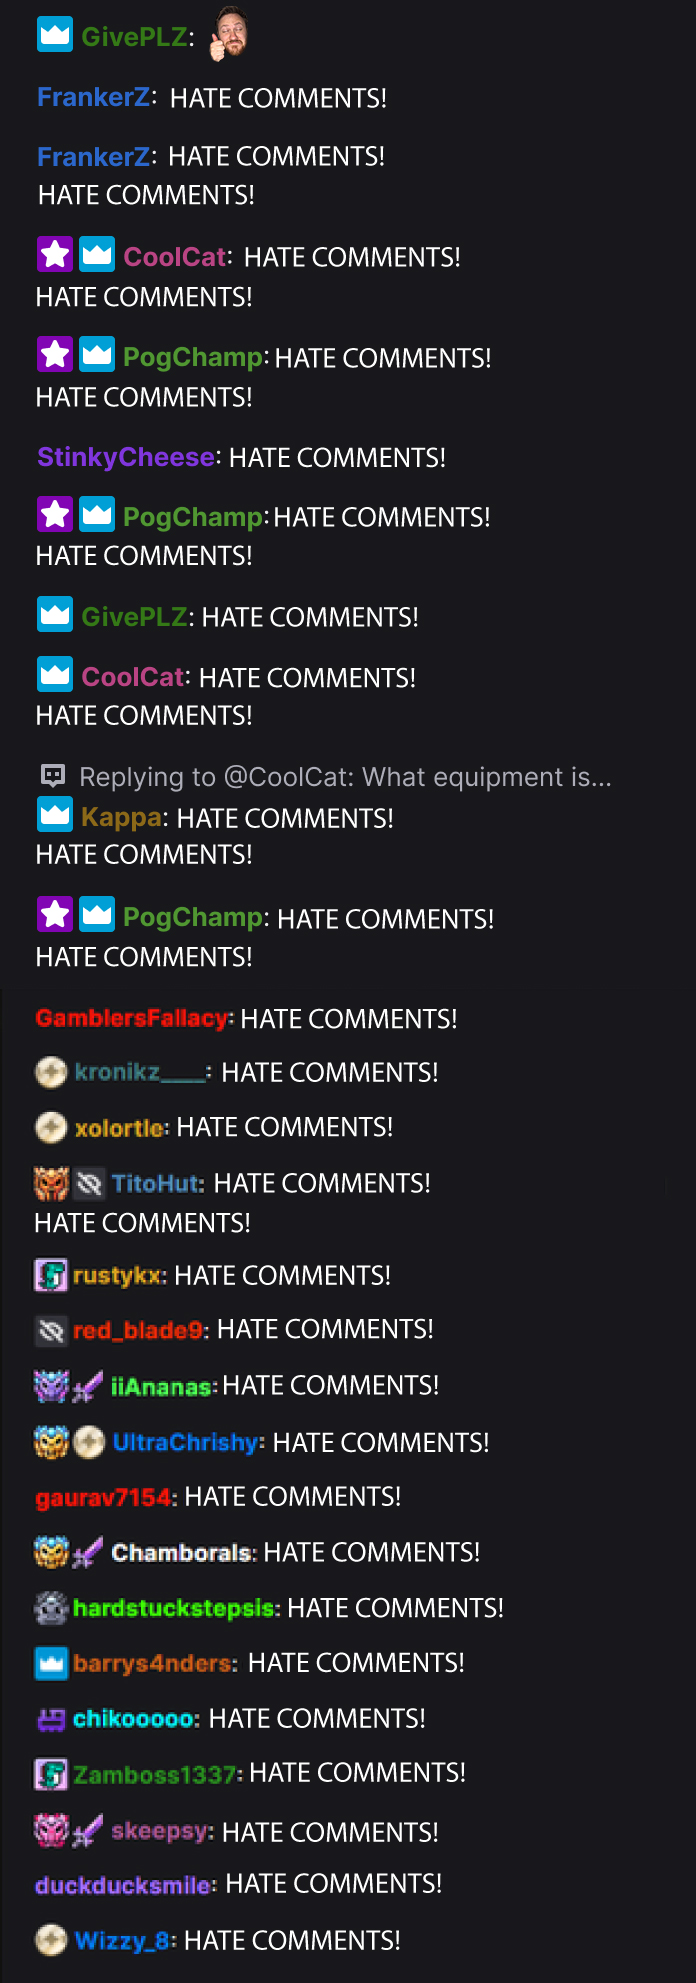 GivePLZ:
FrankerZ: HATE COMMENTS!
FrankerZ: HATE COMMENTS!
HATE COMMENTS!
CoolCat: HATE COMMENTS!
HATE COMMENTS!
PogChamp: HATE COMMENTS!
HATE COMMENTS!
StinkyCheese: HATE COMMENTS!
PogChamp: HATE COMMENTS!
HATE COMMENTS!
GivePLZ: HATE COMMENTS!
CoolCat: HATE COMMENTS!
HATE COMMENTS!
Replying to @CoolCat: What equipment is...
Kappa: HATE COMMENTS!
HATE COMMENTS!
PogChamp: HATE COMMENTS!
HATE COMMENTS!
GamblersFallacy: HATE COMMENTS!
kronikz____: HATE COMMENTS!
xolortle: HATE COMMENTS!
TitoHut: HATE COMMENTS!
HATE COMMENTS!
rustykx: HATE COMMENTS!
red_blade9: HATE COMMENTS!
iiAnanas: HATE COMMENTS!
UltraChrishy: HATE COMMENTS!
gaurav7154: HATE COMMENTS!
Chamborals: HATE COMMENTS!
hardstuckstepsis: HATE COMMENTS!
barrys4nders: HATE COMMENTS!
chikooooo: HATE COMMENTS!
Zamboss1337: HATE COMMENTS!
skeepsy: HATE COMMENTS!
duckducksmile: HATE COMMENTS!
Wizzy_8: HATE COMMENTS!